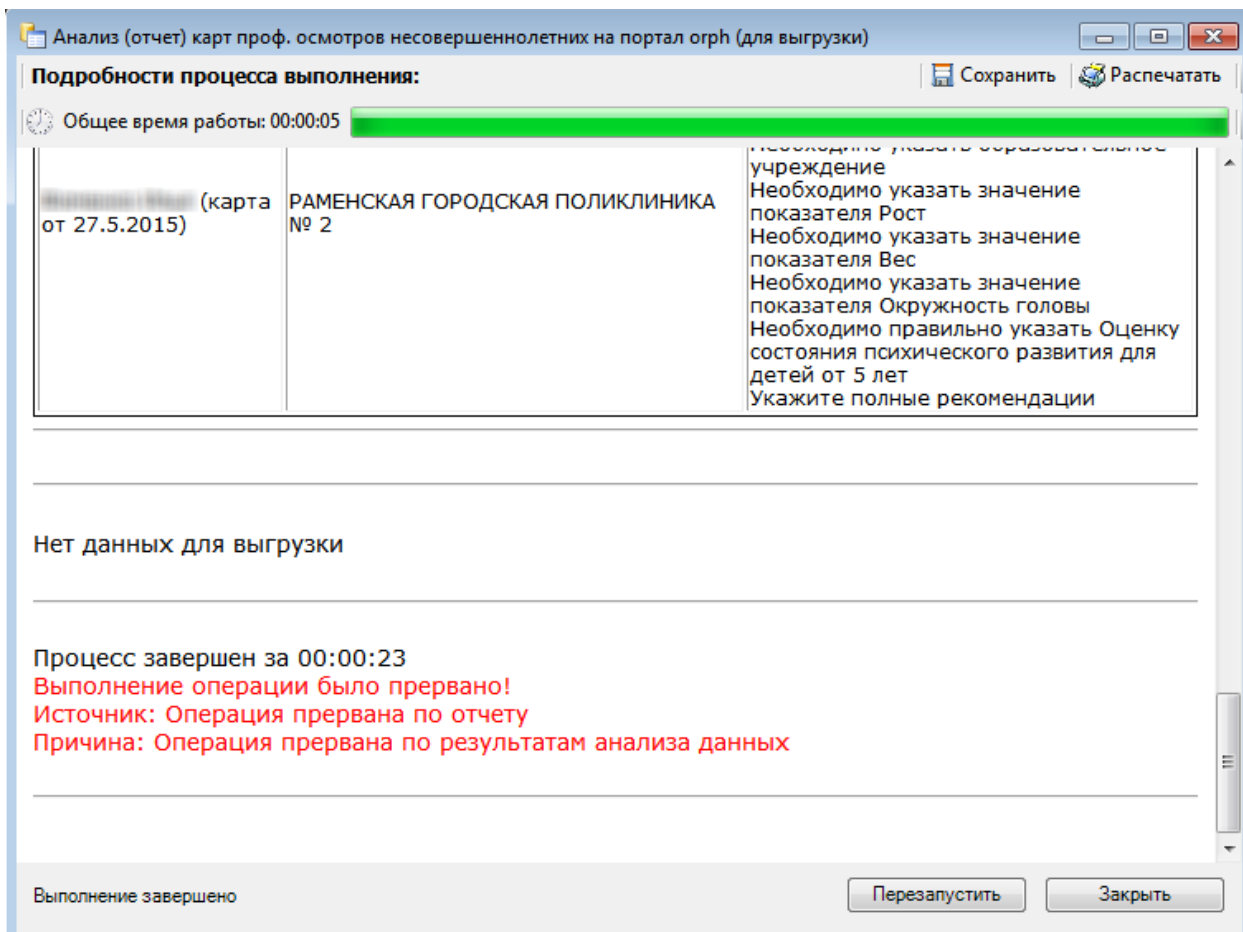 Анализ (отчет) карт проф. осмотров несовершеннолетних на портал orph (для выгрузки)
Подробности процесса выполнения:
Сохранить
Распечатать
Общее время работы: 00:00:05
(карта
от 27.5.2015)
РАМЕНСКАЯ ГОРОДСКАЯ ПОЛИКЛИНИКА
№ 2
Необходимо указать образовательное
учреждение
Необходимо указать значение
показателя Рост
Необходимо указать значение
показателя Вес
Необходимо указать значение
показателя Окружность головы
Необходимо правильно указать Оценку
состояния психического развития для
детей от 5 лет
Укажите полные рекомендации
Нет данных для выгрузки
Процесс завершен за 00:00:23
Выполнение операции было прервано!
Источник: Операция прервана по отчету
Причина: Операция прервана по результатам анализа данных
Выполнение завершено
Перезапустить
Закрыть